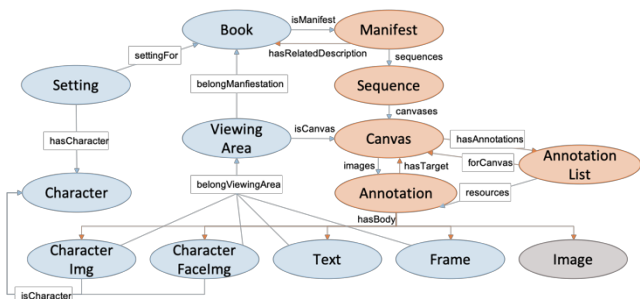 isManifest
Book
Manifest
settingFor
hasRelatedDescription
sequences
Setting
belongManfiestation
Sequence
canvases
hasCharacter
Viewing
Area
isCanvas
Canvas
hasAnnotations
forCanvas
Annotation
List
images
hasTarget
Character
belongViewingArea
Annotation
resources
hasBody
Character
Img
Character
FaceImg
Text
Frame
Image
isCharacter